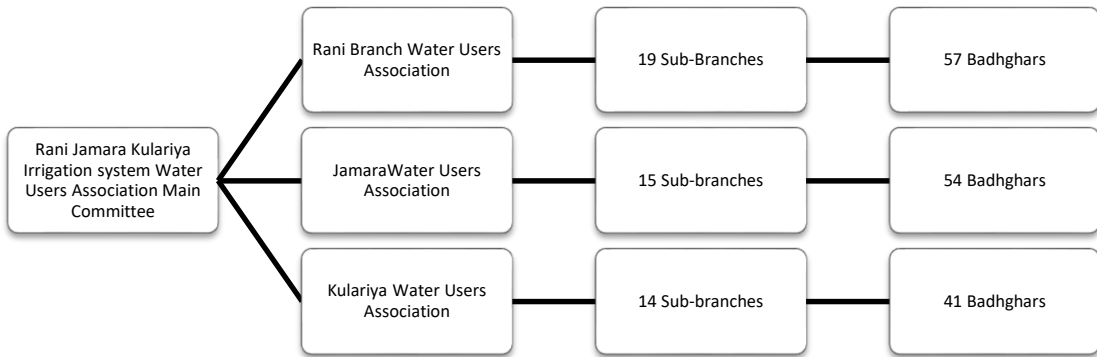 Rani Branch Water Users
Association
19 Sub-Branches
57 Badhghars
Rani Jamara Kulariya
Irrigation system Water
Users Association Main
Committee
JamaraWater Users
Association
15 Sub-branches
54 Badhghars
Kulariya Water Users
Association
14 Sub-branches
41 Badhghars